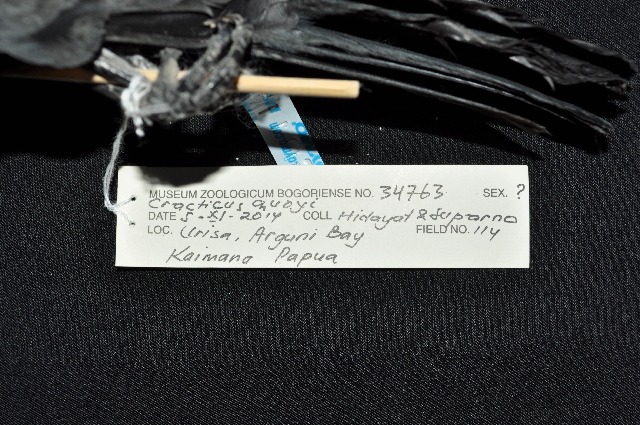 MUSEUM ZOOLOGICUM BOGORIENSE NO. 34763 SEX. ?
Cracticus quoyi
DATE 5-XI-2014 COLL Hidayat & Suparno
LOC. Urisa, Arguni Bay FIELD NO. 114
Kaimana Papua